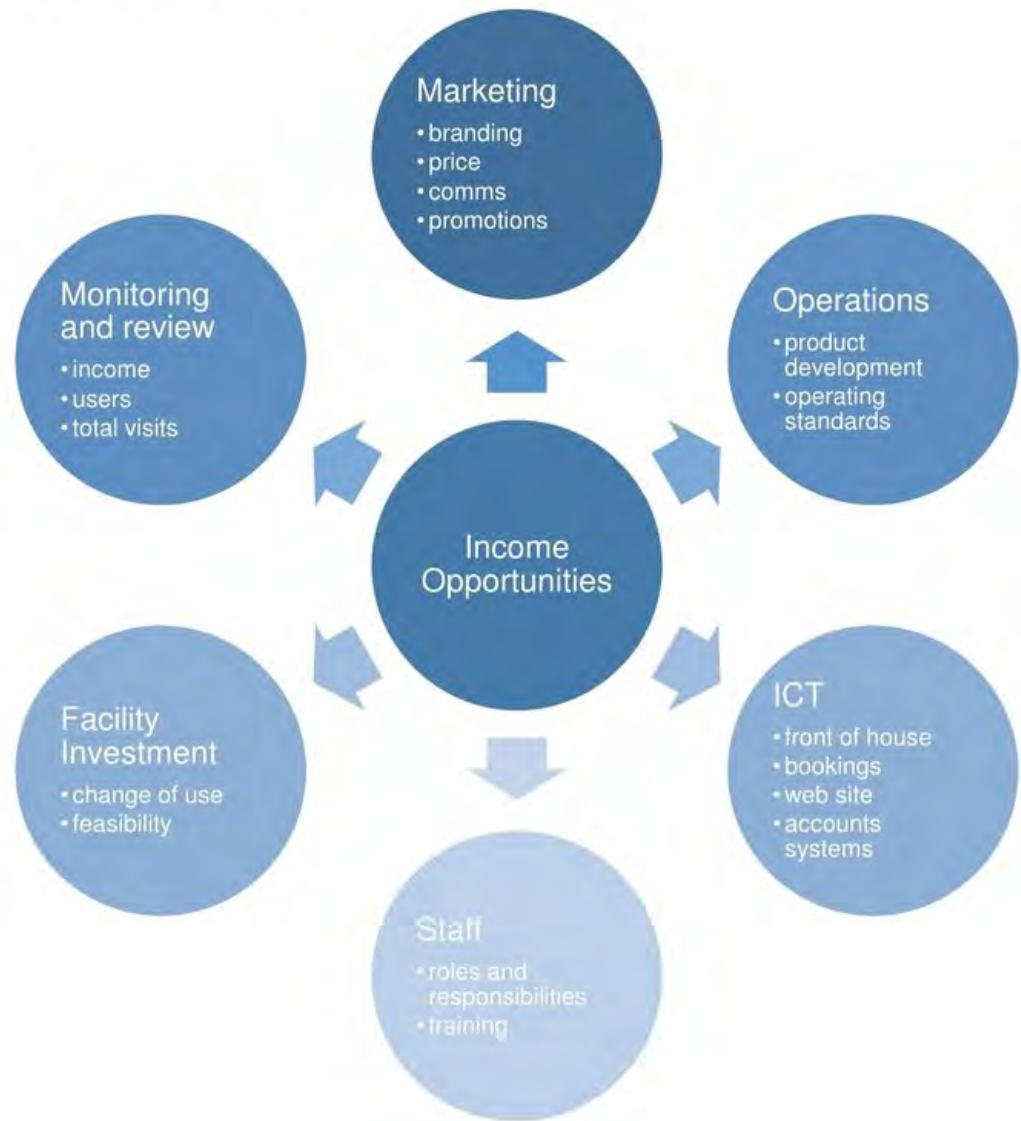 Marketing
• branding
• price
• comms
• promotions
Operations
• product
development
• operating
standards
ICT
• front of house
• bookings
• web site
• accounts
systems
Staff
• roles and
responsibilities
• training
Facility
Investment
• change of use
• feasibility
Monitoring
and review
• income
• users
• total visits
Income
Opportunities